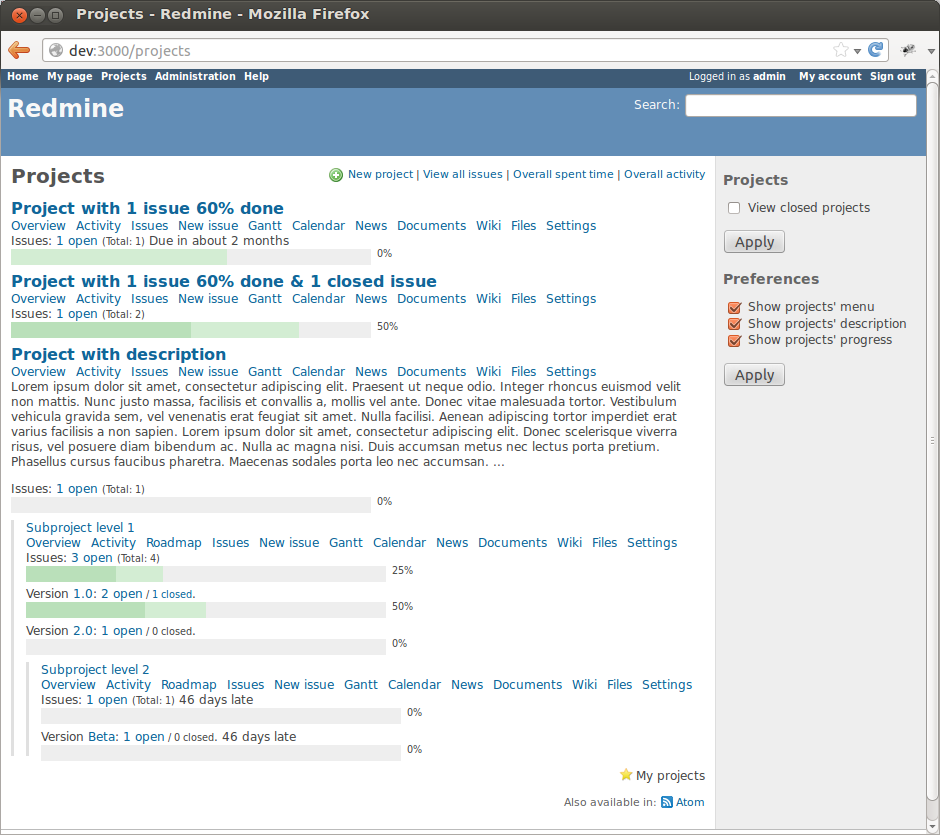 Projects - Redmine - Mozilla Firefox
dev:3000/projects
Home My page Projects Administration Help Logged in as admin My account Sign out
Redmine Search:
Projects
New project | View all issues | Overall spent time | Overall activity
Project with 1 issue 60% done
Overview Activity Issues New issue Gantt Calendar News Documents Wiki Files Settings
Issues: 1 open (Total: 1) Due in about 2 months
0%
Project with 1 issue 60% done & 1 closed issue
Overview Activity Issues New issue Gantt Calendar News Documents Wiki Files Settings
Issues: 1 open (Total: 2)
50%
Project with description
Overview Activity Issues New issue Gantt Calendar News Documents Wiki Files Settings
Lorem ipsum dolor sit amet, consectetur adipiscing elit. Praesent ut neque odio. Integer rhoncus euismod velit
non mattis. Nunc justo massa, facilisis et convallis a, mollis vel ante. Donec vitae malesuada tortor. Vestibulum
vehicula gravida sem, vel venenatis erat feugiat sit amet. Nulla facilisi. Aenean adipiscing tortor imperdiet erat
varius facilisis a non sapien. Lorem ipsum dolor sit amet, consectetur adipiscing elit. Donec scelerisque viverra
risus, vel posuere diam bibendum ac. Nulla ac magna nisi. Duis accumsan metus nec lectus porta pretium.
Phasellus cursus faucibus pharetra. Maecenas sodales porta leo nec accumsan. ...
Issues: 1 open (Total: 1)
0%
Subproject level 1
Overview Activity Roadmap Issues New issue Gantt Calendar News Documents Wiki Files Settings
Issues: 3 open (Total: 4)
25%
Version 1.0: 2 open / 1 closed.
50%
Version 2.0: 1 open / 0 closed.
0%
Subproject level 2
Overview Activity Roadmap Issues New issue Gantt Calendar News Documents Wiki Files Settings
Issues: 1 open (Total: 1) 46 days late
0%
Version Beta: 1 open / 0 closed. 46 days late
0%
My projects
Also available in: Atom
Projects
View closed projects
Apply
Preferences
Show projects' menu
Show projects' description
Show projects' progress
Apply